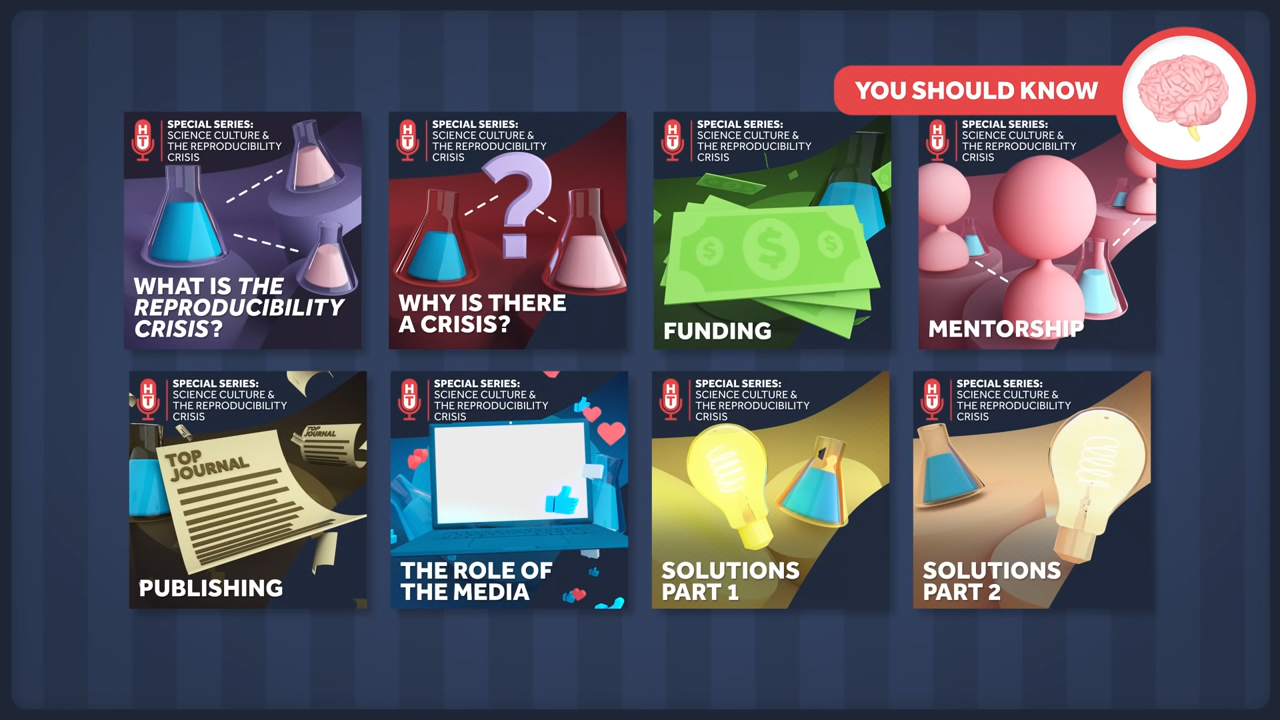 YOU SHOULD KNOW
HU
SPECIAL SERIES:
SCIENCE CULTURE &
THE REPRODUCIBILITY
CRISIS
WHAT IS THE
REPRODUCIBILITY
CRISIS?
HU
SPECIAL SERIES:
SCIENCE CULTURE &
THE REPRODUCIBILITY
CRISIS
?
WHY IS THERE
A CRISIS?
HU
SPECIAL SERIES:
SCIENCE CULTURE &
THE REPRODUCIBILITY
CRISIS
$ $ $
FUNDING
HU
SPECIAL SERIES:
SCIENCE CULTURE &
THE REPRODUCIBILITY
CRISIS
MENTORSHIP
HU
SPECIAL SERIES:
SCIENCE CULTURE &
THE REPRODUCIBILITY
CRISIS
TOP
JOURNAL
TOP
JOURNAL
PUBLISHING
HU
SPECIAL SERIES:
SCIENCE CULTURE &
THE REPRODUCIBILITY
CRISIS
THE ROLE OF
THE MEDIA
HU
SPECIAL SERIES:
SCIENCE CULTURE &
THE REPRODUCIBILITY
CRISIS
SOLUTIONS
PART 1
HU
SPECIAL SERIES:
SCIENCE CULTURE &
THE REPRODUCIBILITY
CRISIS
SOLUTIONS
PART 2